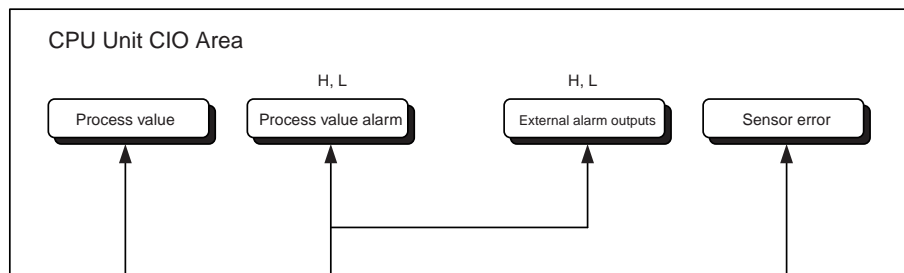 CPU Unit CIO Area
H, L
H, L
Process value
Process value alarm
External alarm outputs
Sensor error